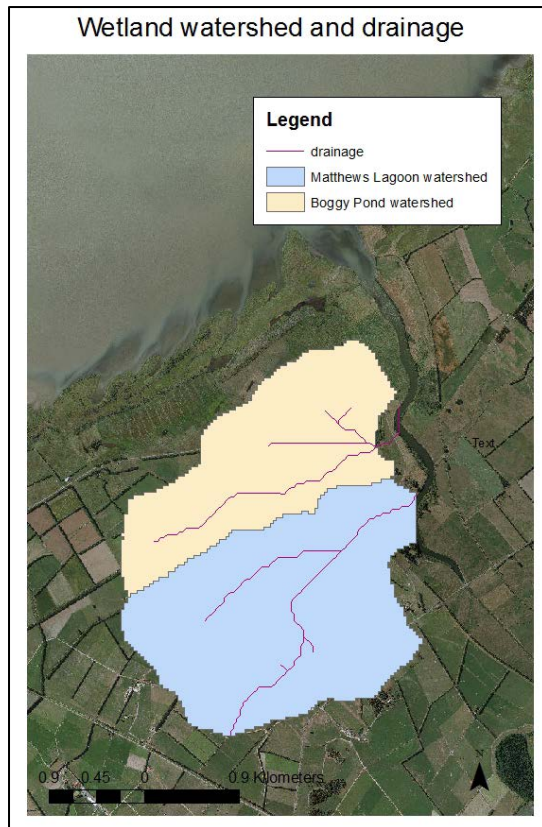 Wetland watershed and drainage
Legend
drainage
Matthews Lagoon watershed
Boggy Pond watershed
Text
0.9 0.45 0 0.9 Kilometers
N